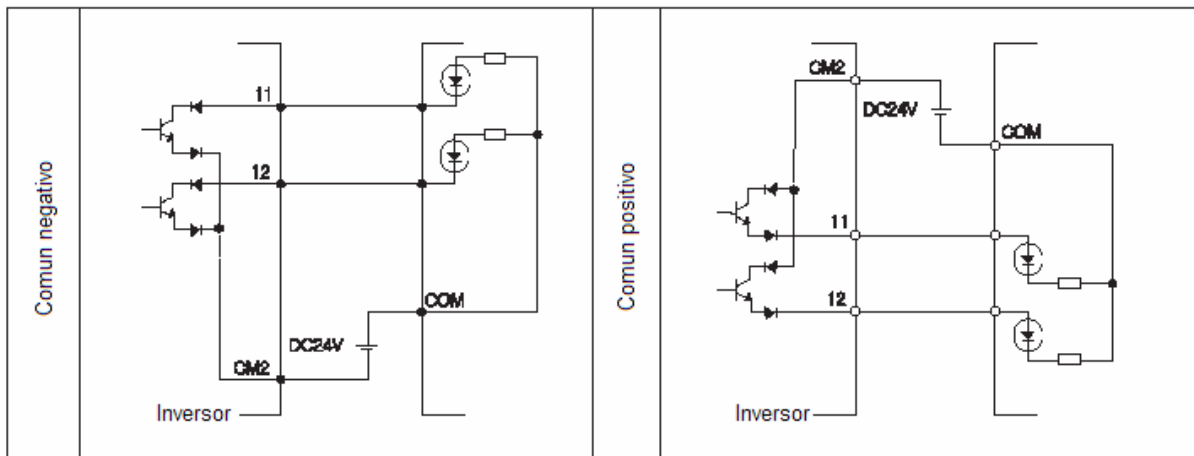 Comun negativo
11
12
COM
DC24V
CM2
Inversor
Comun positivo
CM2
DC24V
COM
11
12
Inversor